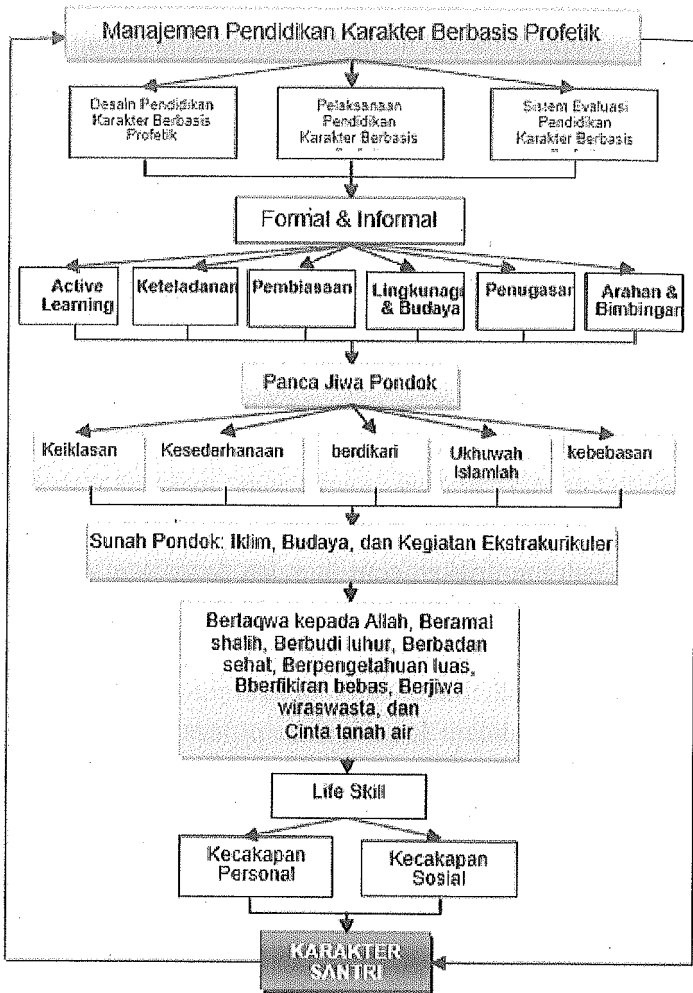 Manajemen Pendidikan Karakter Berbasis Profetik
Desain Pendidikan
Karakter Berbasis
Profetik
Pelaksanaan
Pendidikan
Karakter Berbasis
Sistem Evaluasi
Pendidikan
Karakter Berbasis
Formal & Informal
Active
Learning
Keteladanan
Pembiasaan
Lingkunagi
& Budaya
Penugasar
Arahan &
Bimbingar
Panca Jiwa Pondok
Keiklasan
Kesederhanaan
berdikari
Ukhuwah
Islamiah
kebebasan
Sunah Pondok: Iklim, Budaya, dan Kegiatan Ekstrakurikuler
Bertaqwa kepada Allah, Beramal
shalih, Berbudi luhur, Berbadan
sehat, Berpengetahuan luas,
Bberfikiran bebas, Berjiwa
wiraswasta, dan
Cinta tanah air
Life Skill
Kecakapan
Personal
Kecakapan
Sosial
KARAKTER
SANTRI